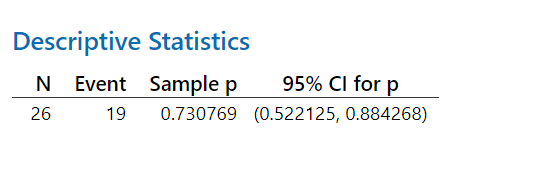 Descriptive Statistics
N Event Sample p 95% CI for p
26 19 0.730769 (0.522125, 0.884268)